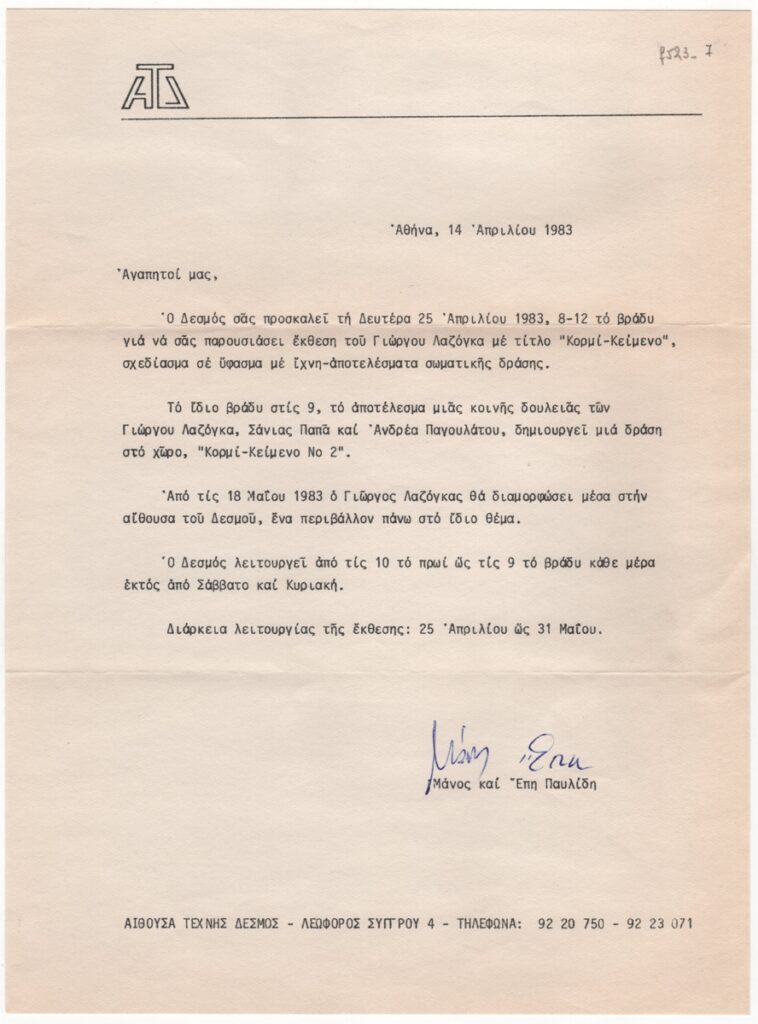 f523_7
ΑΤΔ
Ἀθήνα, 14 Ἀπριλίου 1983
Ἀγαπητοί μας,
Ὁ Δεσμός σᾶς προσκαλεῖ τή Δευτέρα 25 Ἀπριλίου 1983, 8-12 τό βράδυ
γιά νά σᾶς παρουσιάσει ἔκθεση τοῦ Γιώργου Λαζόγκα μέ τίτλο "Κορμί-Κείμενο",
σχεδίασμα σέ ὕφασμα μέ ἴχνη-ἀποτελέσματα σωματικῆς δράσης.
Τό ἴδιο βράδυ στίς 9, τό ἀποτέλεσμα μιᾶς κοινῆς δουλειᾶς τῶν
Γιώργου Λαζόγκα, Σάνιας Παπᾶ καί Ἀνδρέα Παγουλάτου, δημιουργεῖ μιά δράση
στό χῶρο, "Κορμί-Κείμενο Νο 2".
Ἀπό τίς 18 Μαΐου 1983 ὁ Γιῶργος Λαζόγκας θά διαμορφώσει μέσα στήν
αἴθουσα τοῦ Δεσμοῦ, ἕνα περιβάλλον πάνω στό ἴδιο θέμα.
Ὁ Δεσμός λειτουργεῖ ἀπό τίς 10 τό πρωί ὥς τίς 9 τό βράδυ κάθε μέρα
ἐκτός ἀπό Σάββατο καί Κυριακή.
Διάρκεια λειτουργίας τῆς ἔκθεσης: 25 Ἀπριλίου ὥς 31 Μαΐου.
Μάνος Ἔπη
Μάνος καί Ἔπη Παυλίδη
ΑΙΘΟΥΣΑ ΤΕΧΝΗΣ ΔΕΣΜΟΣ - ΛΕΩΦΟΡΟΣ ΣΥΓΓΡΟΥ 4 - ΤΗΛΕΦΩΝΑ: 92 20 750 - 92 23 071